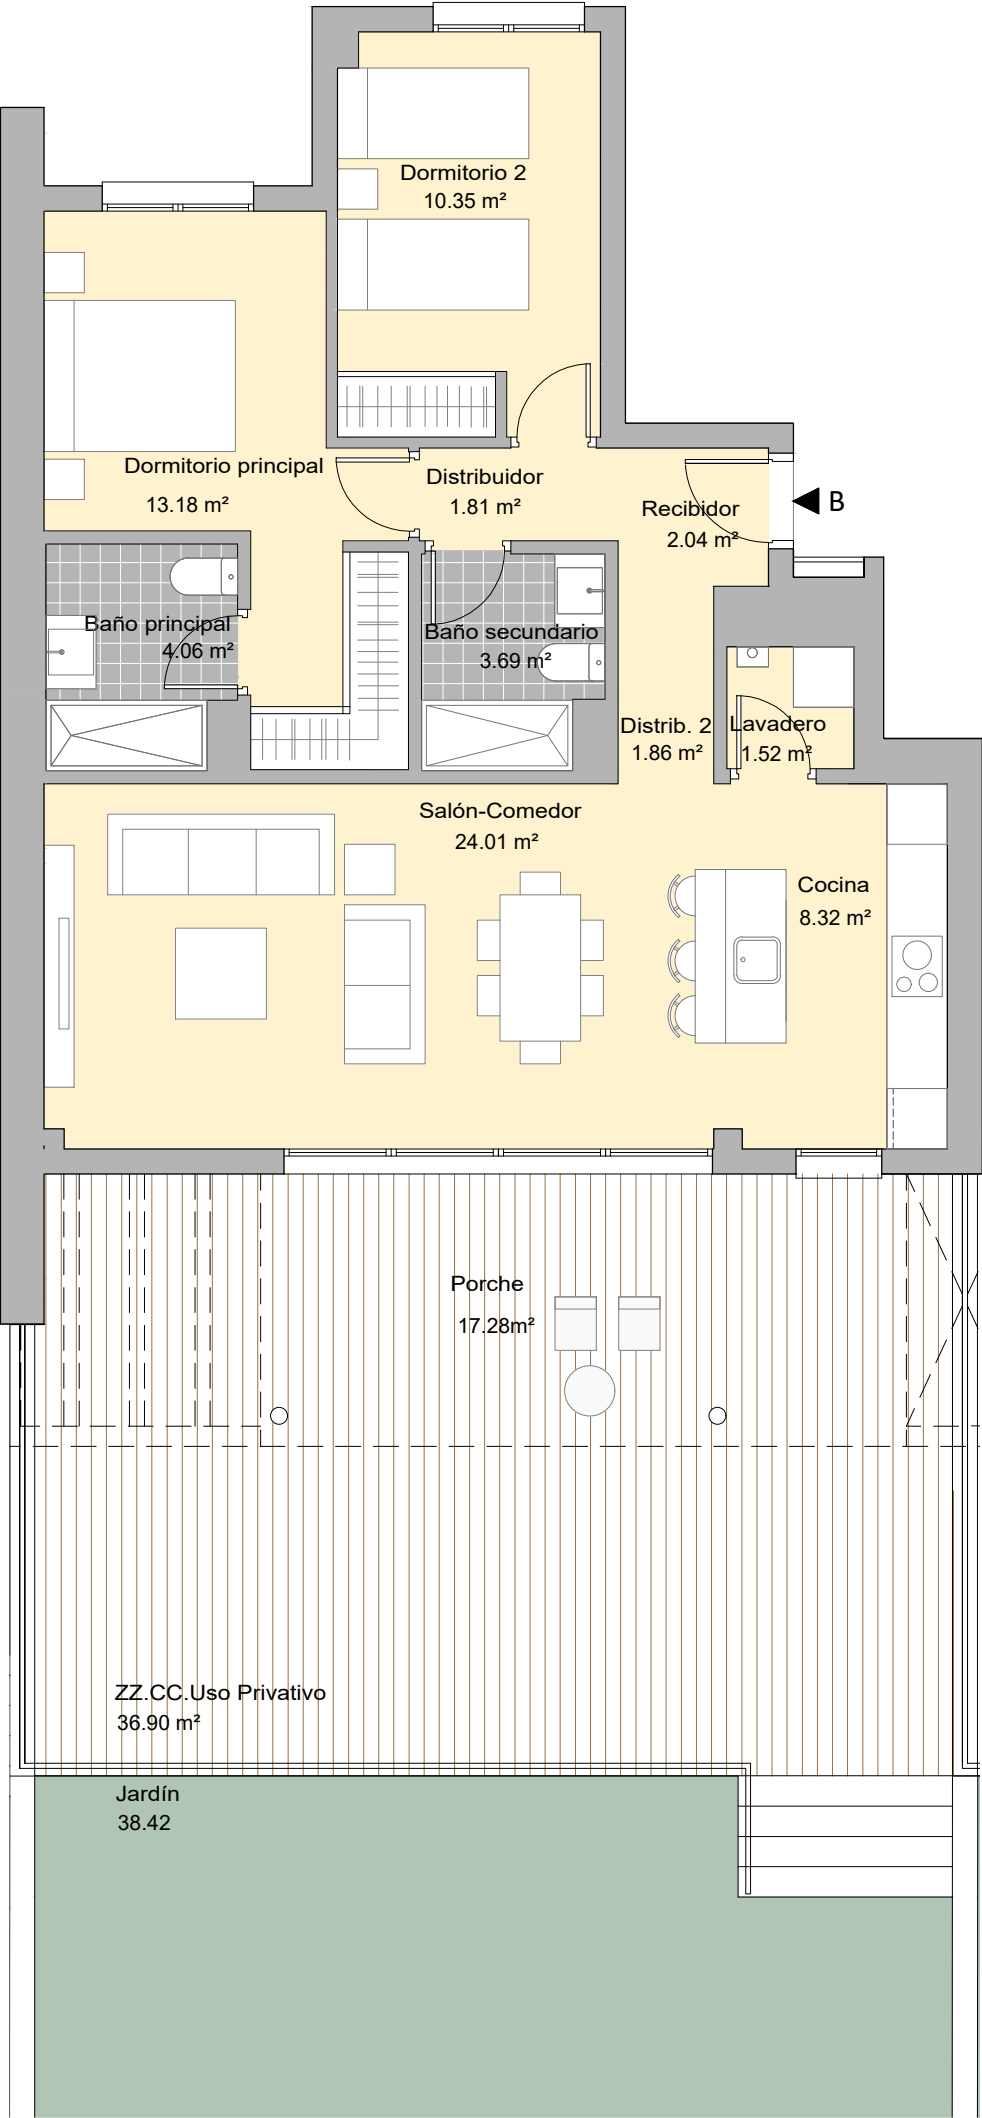 Dormitorio 2
10.35 m²
Dormitorio principal
13.18 m²
Distribuidor
1.81 m²
Recibidor
2.04 m²
B
Baño principal
4.06 m²
Baño secundario
3.69 m²
Distrib. 2
1.86 m²
Lavadero
1.52 m²
Salón-Comedor
24.01 m²
Cocina
8.32 m²
Porche
17.28m²
ZZ.CC.Uso Privativo
36.90 m²
Jardín
38.42